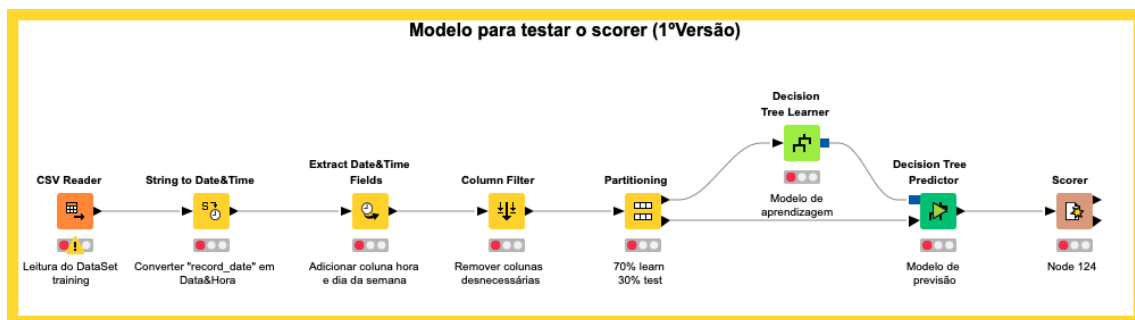 Modelo para testar o scorer (1ºVersão)
Decision
Tree Learner
Modelo de
aprendizagem
CSV Reader
Leitura do DataSet
training
String to Date&Time
S
Converter "record_date" em
Data&Hora
Extract Date&Time
Fields
Adicionar coluna hora
e dia da semana
Column Filter
Remover colunas
desnecessárias
Partitioning
70% learn
30% test
Decision Tree
Predictor
Modelo de
previsão
Scorer
Node 124